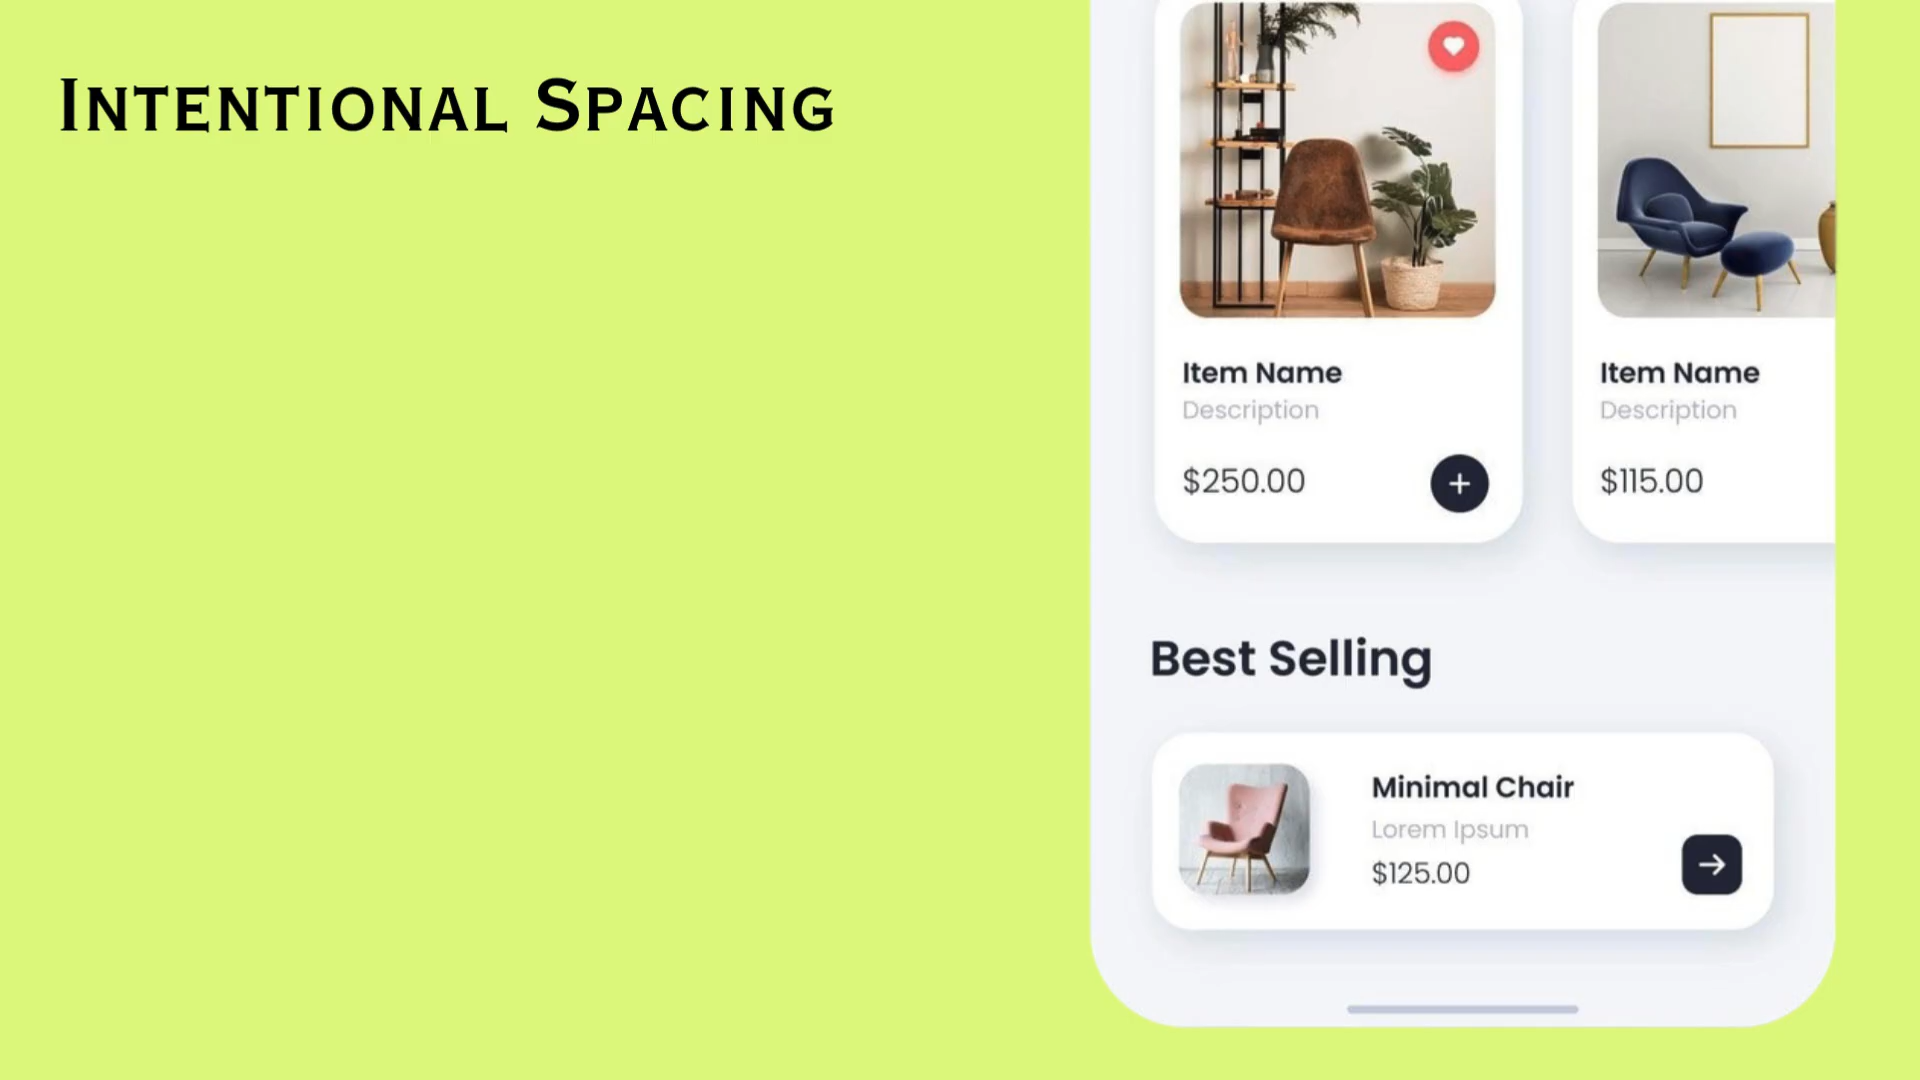 Intentional Spacing
Item Name
Description
$250.00
Item Name
Description
$115.00
Best Selling
Minimal Chair
Lorem Ipsum
$125.00